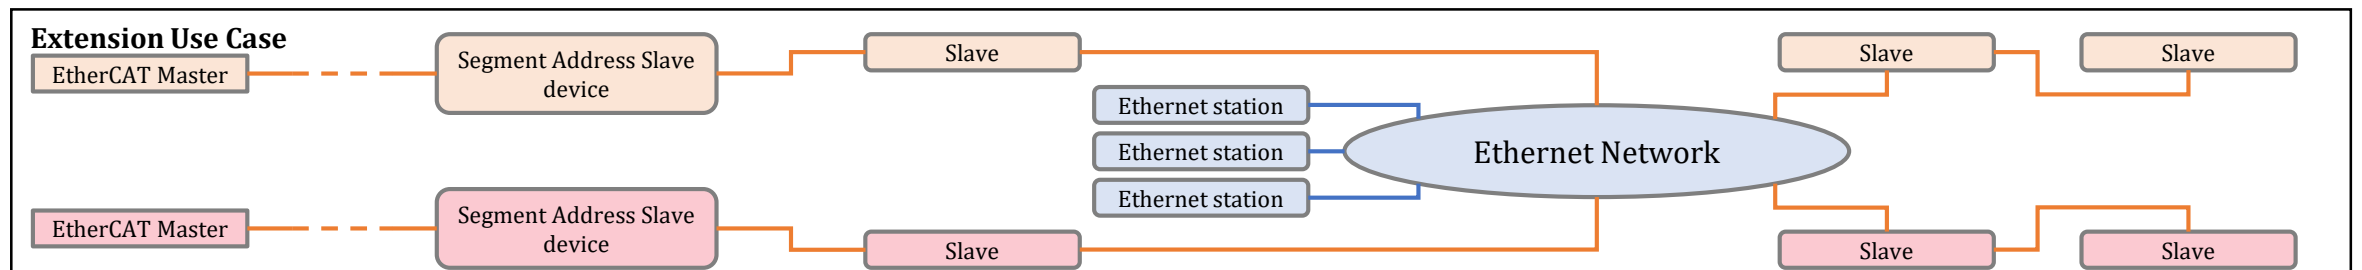 Extension Use Case
EtherCAT Master
Segment Address Slave
device
Slave
Slave
Slave
Ethernet station
Ethernet station
Ethernet station
Ethernet Network
EtherCAT Master
Segment Address Slave
device
Slave
Slave
Slave